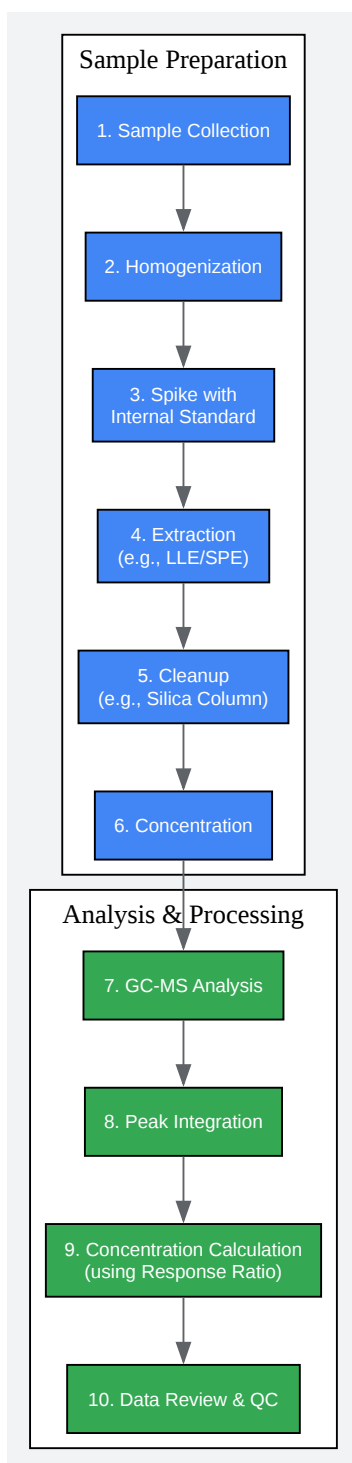 Sample Preparation
1. Sample Collection
2. Homogenization
3. Spike with
Internal Standard
4. Extraction
(e.g., LLE/SPE)
5. Cleanup
(e.g., Silica Column)
6. Concentration
Analysis & Processing
7. GC-MS Analysis
8. Peak Integration
9. Concentration Calculation
(using Response Ratio)
10. Data Review & QC